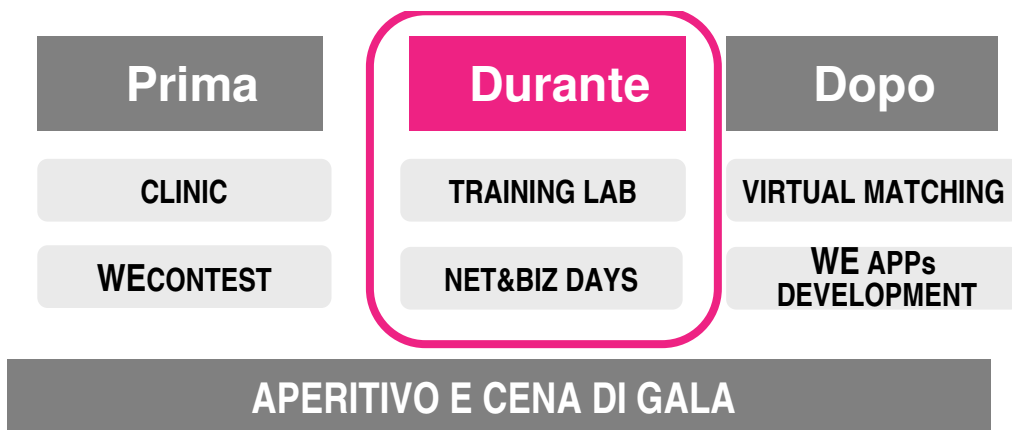 Prima
Durante
Dopo
CLINIC
TRAINING LAB
VIRTUAL MATCHING
WECONTEST
NET&BIZ DAYS
WE APPs
DEVELOPMENT
APERITIVO E CENA DI GALA